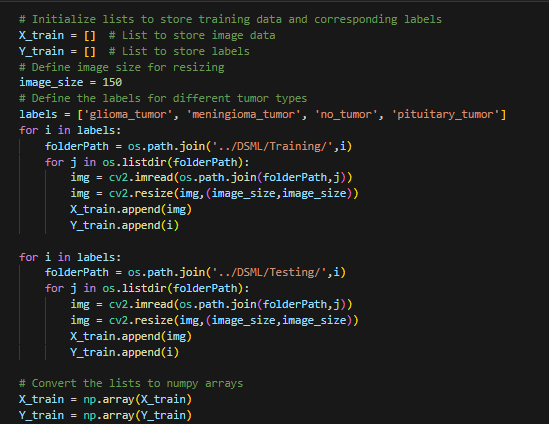 # Initialize lists to store training data and corresponding labels
X_train = []  # List to store image data
Y_train = []  # List to store labels
# Define image size for resizing
image_size = 150
# Define the labels for different tumor types
labels = ['glioma_tumor', 'meningioma_tumor', 'no_tumor', 'pituitary_tumor']
for i in labels:
    folderPath = os.path.join('../DSML/Training/',i)
    for j in os.listdir(folderPath):
        img = cv2.imread(os.path.join(folderPath,j))
        img = cv2.resize(img,(image_size,image_size))
        X_train.append(img)
        Y_train.append(i)

for i in labels:
    folderPath = os.path.join('../DSML/Testing/',i)
    for j in os.listdir(folderPath):
        img = cv2.imread(os.path.join(folderPath,j))
        img = cv2.resize(img,(image_size,image_size))
        X_train.append(img)
        Y_train.append(i)

# Convert the lists to numpy arrays
X_train = np.array(X_train)
Y_train = np.array(Y_train)